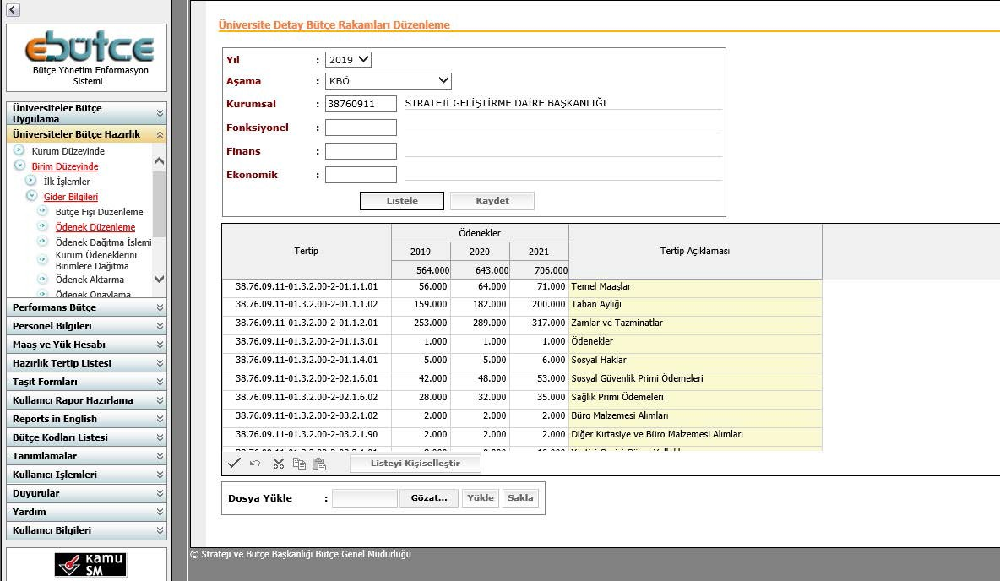 ebütçe
Bütçe Yönetim Enformasyon
Sistemi
Üniversiteler Bütçe
Uygulama
Üniversiteler Bütçe Hazırlık
Kurum Düzeyinde
Birim Düzeyinde
İlk İşlemler
Gider Bilgileri
Bütçe Fişi Düzenleme
Ödenek Düzenleme
Ödenek Dağıtma İşlemi
Kurum Ödeneklerini
Birimlere Dağıtma
Ödenek Aktarma
Ödenek Onaylama
Performans Bütçe
Personel Bilgileri
Maaş ve Yük Hesabı
Hazırlık Tertip Listesi
Taşıt Formları
Kullanıcı Rapor Hazırlama
Reports in English
Bütçe Kodları Listesi
Tanımlamalar
Kullanıcı İşlemleri
Duyurular
Yardım
Kullanıcı Bilgileri
KAMU
SM
Üniversite Detay Bütçe Rakamları Düzenleme
Yıl : 2019
Aşama : KBÖ
Kurumsal : 38760911 STRATEJİ GELİŞTİRME DAİRE BAŞKANLIĞI
Fonksiyonel :
Finans :
Ekonomik :
Listele Kaydet
Tertip Ödenekler Tertip Açıklaması
2019 2020 2021
564.000 643.000 706.000
38.76.09.11-01.3.2.00-2-01.1.1.01 56.000 64.000 71.000 Temel Maaşlar
38.76.09.11-01.3.2.00-2-01.1.1.02 159.000 182.000 200.000 Taban Aylığı
38.76.09.11-01.3.2.00-2-01.1.2.01 253.000 289.000 317.000 Zamlar ve Tazminatlar
38.76.09.11-01.3.2.00-2-01.1.3.01 1.000 1.000 1.000 Ödenekler
38.76.09.11-01.3.2.00-2-01.1.4.01 5.000 5.000 6.000 Sosyal Haklar
38.76.09.11-01.3.2.00-2-02.1.6.01 42.000 48.000 53.000 Sosyal Güvenlik Primi Ödemeleri
38.76.09.11-01.3.2.00-2-02.1.6.02 28.000 32.000 35.000 Sağlık Primi Ödemeleri
38.76.09.11-01.3.2.00-2-03.2.1.02 2.000 2.000 2.000 Büro Malzemesi Alımları
38.76.09.11-01.3.2.00-2-03.2.1.90 2.000 2.000 2.000 Diğer Kırtasiye ve Büro Malzemesi Alımları
Listeyi Kişiselleştir
Dosya Yükle : Gözat... Yükle Sakla
© Strateji ve Bütçe Başkanlığı Bütçe Genel Müdürlüğü